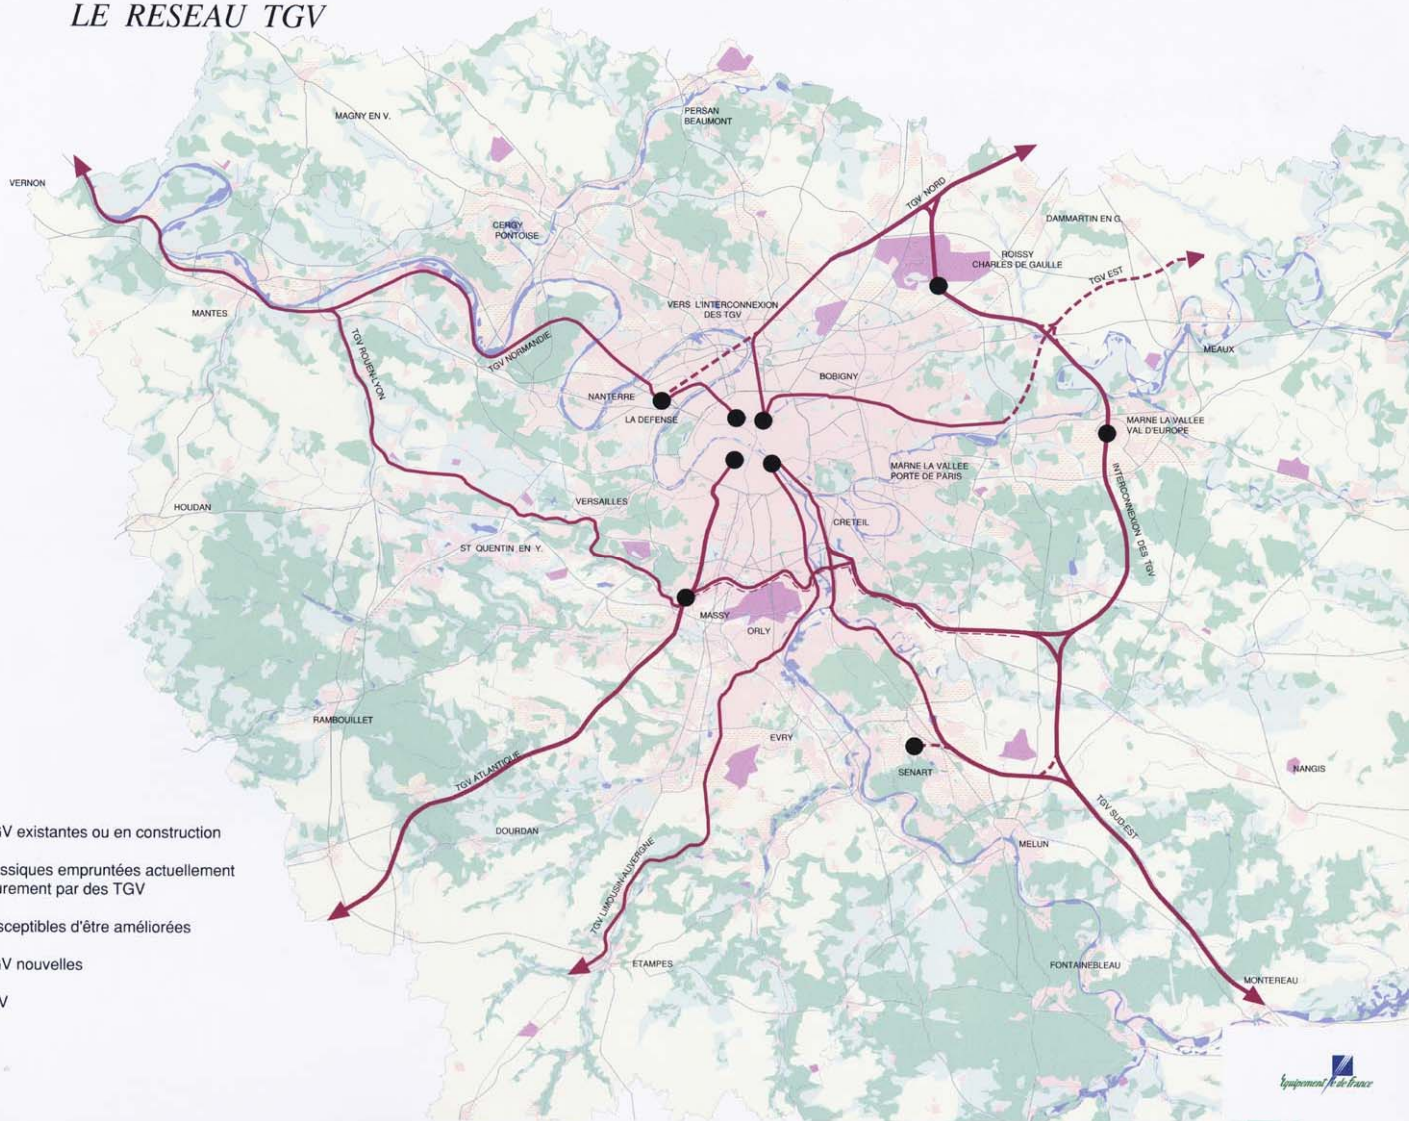 LE RESEAU TGV
MAGNY EN V.
PERSAN
BEAUMONT
VERNON
TGV NORD
DAMMARTIN EN G.
CERGY
PONTOISE
ROISSY
CHARLES DE GAULLE
TGV EST
VERS L'INTERCONNEXION
DES TGV
MANTES
TGV ROUEN-LYON
TGV NORMANDIE
MEAUX
BOBIGNY
NANTERRE
LA DEFENSE
MARNE LA VALLEE
VAL D'EUROPE
MARNE LA VALLEE
PORTE DE PARIS
INTERCONNEXION DES TGV
HOUDAN
VERSAILLES
CRETEIL
ST QUENTIN EN Y.
MASSY
ORLY
RAMBOUILLET
EVRY
SENART
NANGIS
TGV ATLANTIQUE
TGV SUD-EST
DOURDAN
MELUN
TGV LIMOUSIN-AUVERGNE
ETAMPES
FONTAINEBLEAU
MONTEREAU
V existantes ou en construction
ssiques empruntées actuellement
urement par des TGV
sceptibles d'être améliorées
V nouvelles
V
Equipement Ile de France